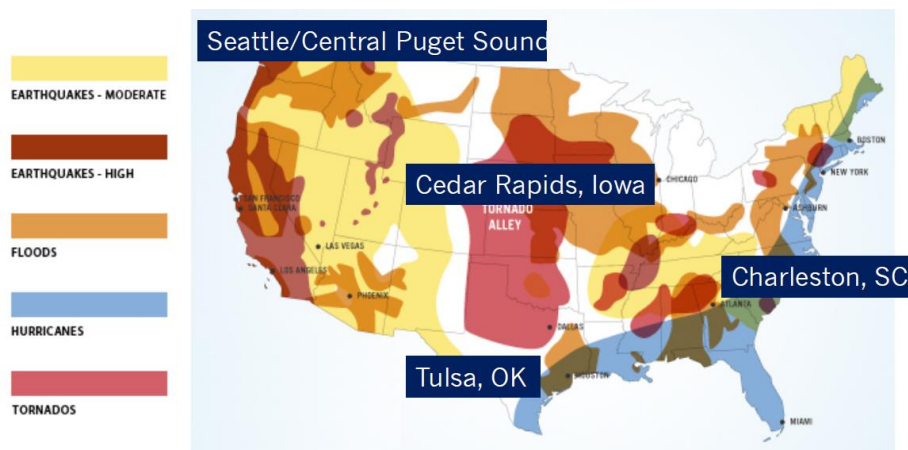 Seattle/Central Puget Sound
EARTHQUAKES - MODERATE
EARTHQUAKES - HIGH
FLOODS
HURRICANES
TORNADOS
Cedar Rapids, Iowa
TORNADO
ALLEY
CHICAGO
BOSTON
NEW YORK
ASHBURN
SAN FRANCISCO
SANTA CLARA
LAS VEGAS
LOS ANGELES
PHOENIX
Charleston, SC
ATLANTA
DALLAS
Tulsa, OK
HOUSTON
MIAMI